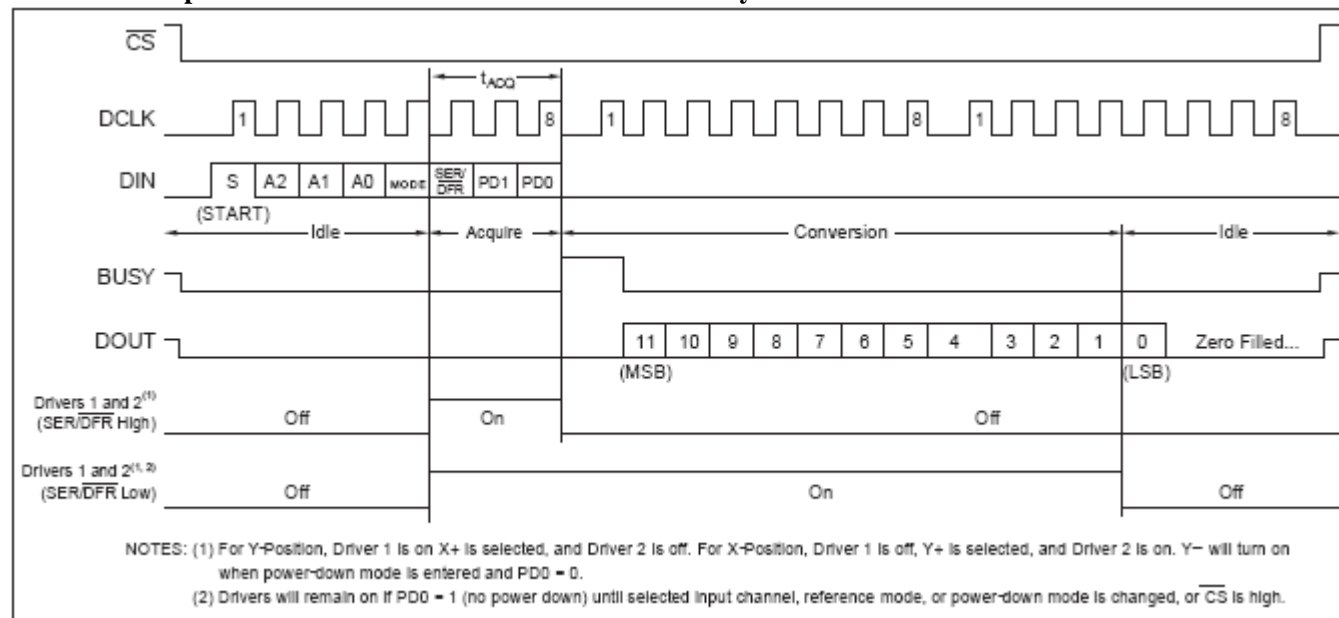 CS
tACQ
DCLK 1 8 1 8 1 8
DIN S A2 A1 A0 MODE SER/DFR PD1 PD0
(START)
Idle Acquire Conversion Idle
BUSY
DOUT 11 10 9 8 7 6 5 4 3 2 1 0 Zero Filled...
(MSB) (LSB)
Drivers 1 and 2(1)
(SER/DFR High) Off On Off
Drivers 1 and 2(1, 2)
(SER/DFR Low) Off On Off
NOTES: (1) For Y-Position, Driver 1 is on X+ is selected, and Driver 2 is off. For X-Position, Driver 1 is off, Y+ is selected, and Driver 2 is on. Y− will turn on
when power-down mode is entered and PD0 = 0.
(2) Drivers will remain on if PD0 = 1 (no power down) until selected input channel, reference mode, or power-down mode is changed, or CS is high.